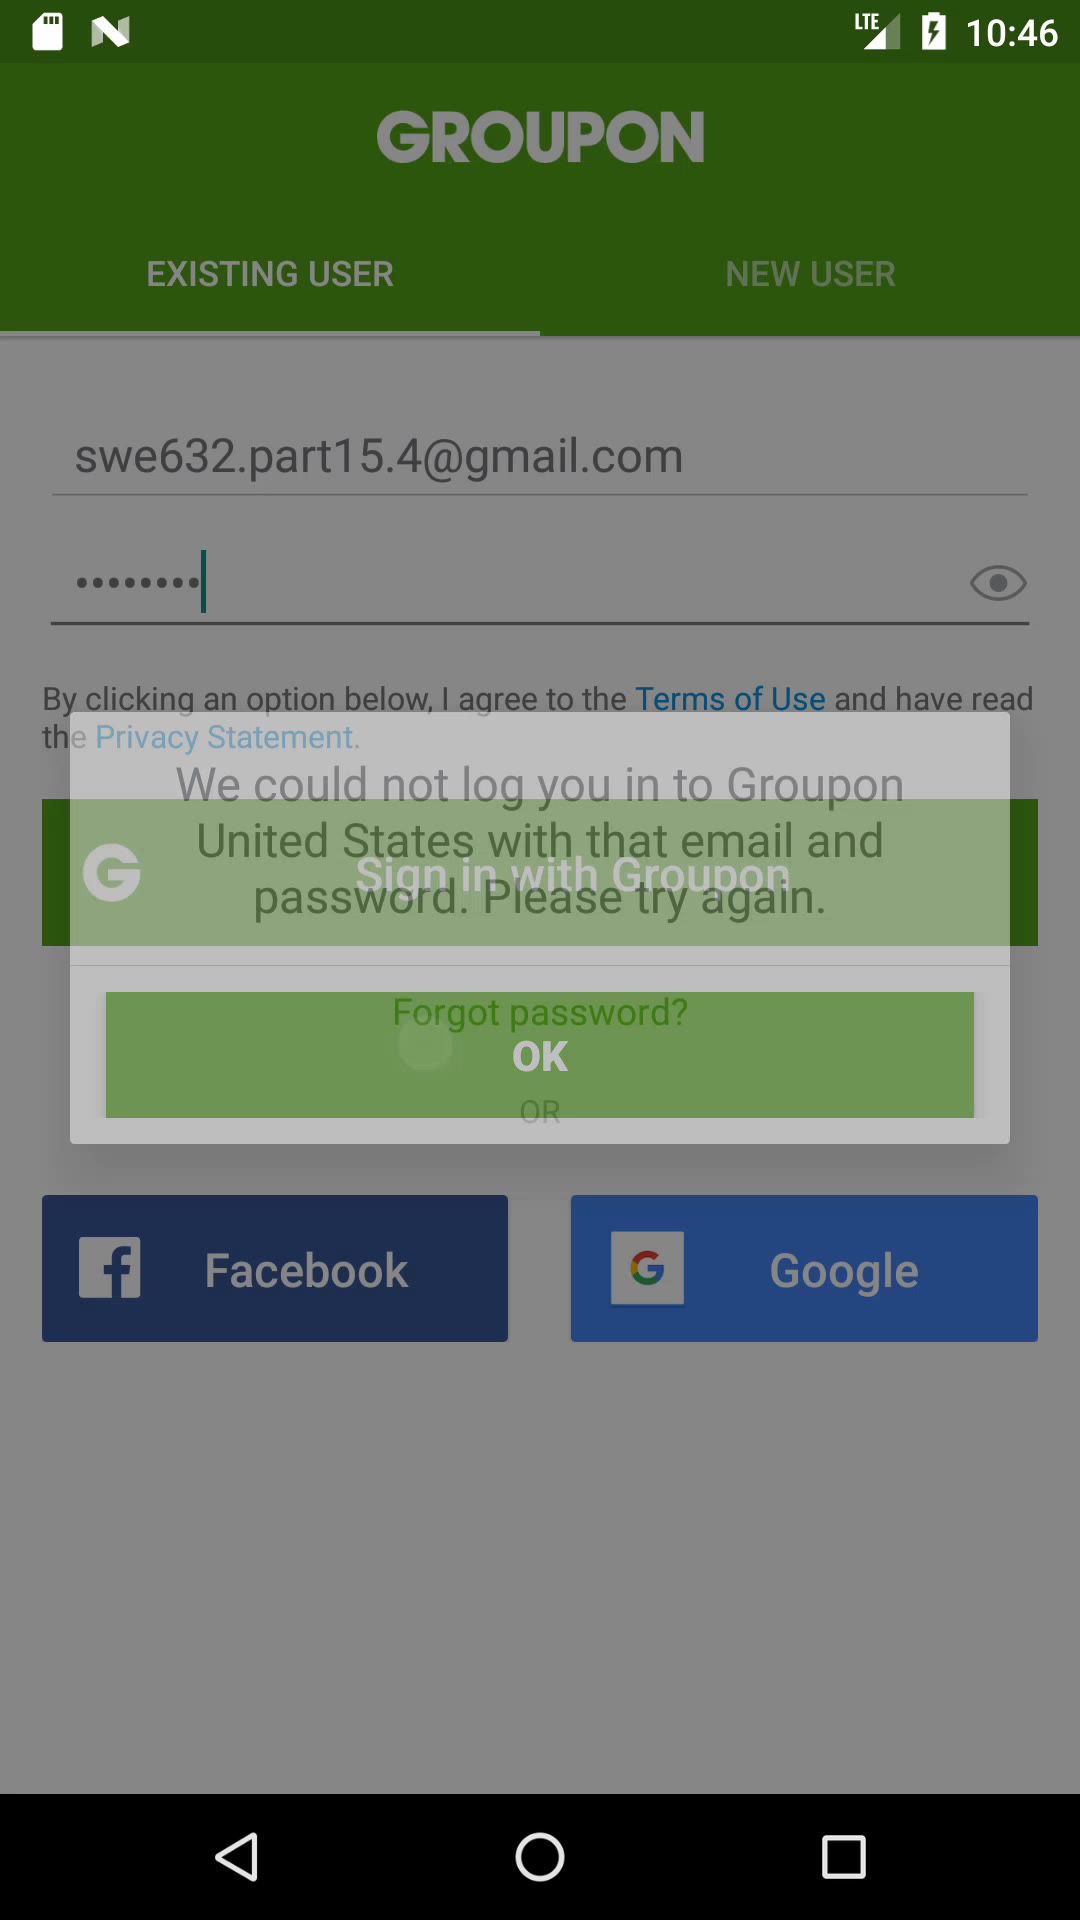 LTE 10:46
GROUPON
EXISTING USER NEW USER
swe632.part15.4@gmail.com
••••••••
By clicking an option below, I agree to the Terms of Use and have read
the Privacy Statement.
We could not log you in to Groupon
United States with that email and
Sign in with Groupon
password. Please try again.
Forgot password?
OK
OR
Facebook Google